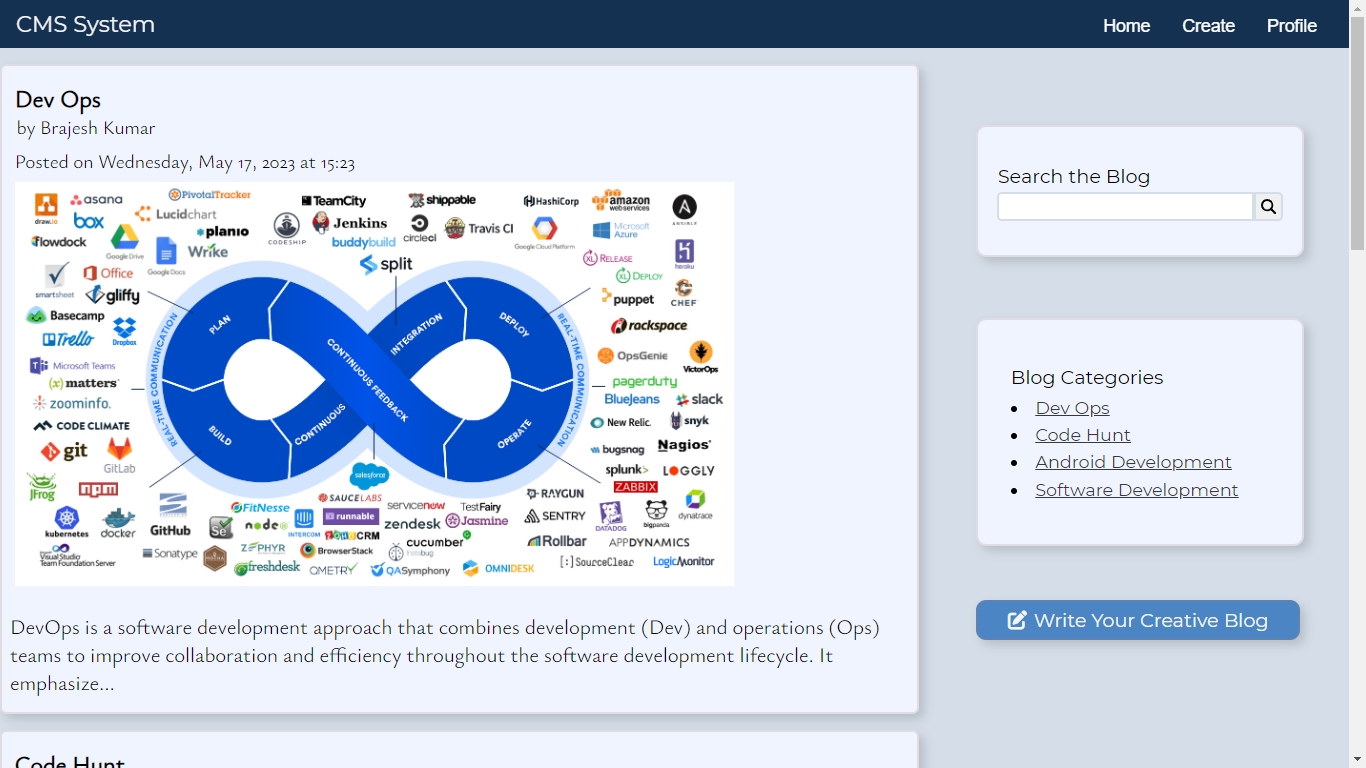 CMS System
Home Create Profile
Dev Ops
by Brajesh Kumar
Posted on Wednesday, May 17, 2023 at 15:23
draw.io
asana
PivotalTracker
TeamCity
shippable
HashiCorp
amazon
webservices
ANSIBLE
box
Lucidchart
CODESHIP
Jenkins
circleci
Travis CI
Google Cloud Platform
Microsoft
Azure
flowdock
Google Drive
planio
Google Docs
Wrike
buddybuild
split
XL RELEASE
heroku
smartsheet
Office
gliffy
XL DEPLOY
puppet
CHEF
Basecamp
Trello
Dropbox
rackspace
Microsoft Teams
OpsGenie
VictorOps
(x)matters
pagerduty
zoominfo.
BlueJeans
slack
CODE CLIMATE
New Relic.
snyk
git
GitLab
bugsnag
Nagios
JFrog
npm
splunk>
LOGGLY
ZABBIX
PLAN
BUILD
CONTINUOUS
INTEGRATION
CONTINUOUS FEEDBACK
DEPLOY
OPERATE
REAL-TIME COMMUNICATION
REAL-TIME COMMUNICATION
salesforce
SAUCELABS
RAYGUN
kubernetes
docker
GitHub
Se
FitNesse
node
INTERCOM
runnable
servicenow
TestFairy
zendesk
Jasmine
SENTRY
DATADOG
bigpanda
dynatrace
Visual Studio
Team Foundation Server
Sonatype
MOCHA
ZEPHYR
ZOHO CRM
BrowserStack
cucumber
instabug
Rollbar
APPDYNAMICS
freshdesk
QMETRY
QASymphony
OMNIDESK
[:]SourceClear
LogicMonitor
DevOps is a software development approach that combines development (Dev) and operations (Ops)
teams to improve collaboration and efficiency throughout the software development lifecycle. It
emphasize...
Code Hunt
Search the Blog
Blog Categories
Dev Ops
Code Hunt
Android Development
Software Development
Write Your Creative Blog